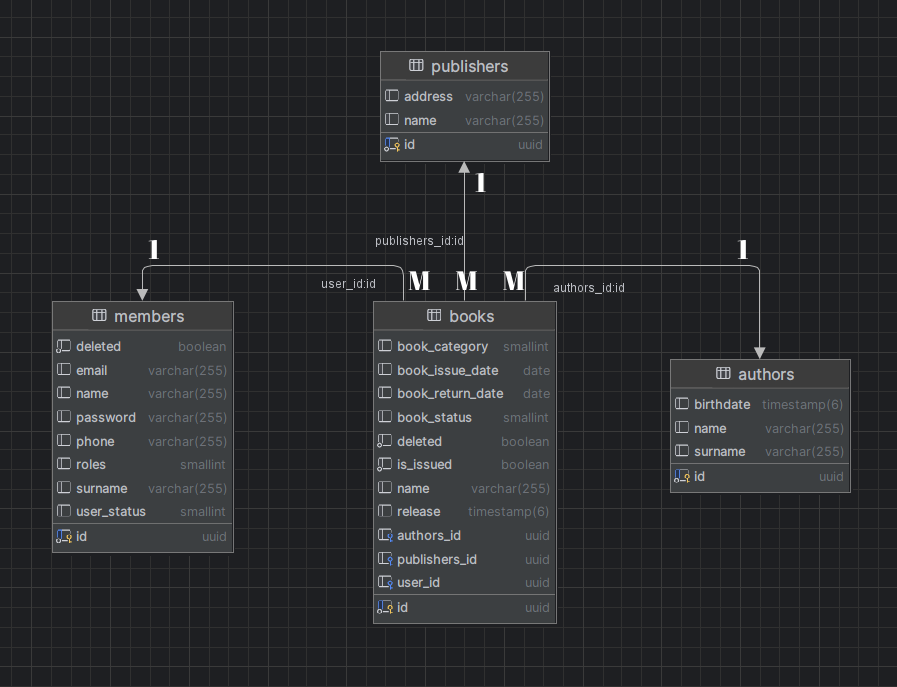 publishers
address varchar(255)
name varchar(255)
id uuid
1
publishers_id:id
1
user_id:id
M
M
M
authors_id:id
1
members
deleted boolean
email varchar(255)
name varchar(255)
password varchar(255)
phone varchar(255)
roles smallint
surname varchar(255)
user_status smallint
id uuid
books
book_category smallint
book_issue_date date
book_return_date date
book_status smallint
deleted boolean
is_issued boolean
name varchar(255)
release timestamp(6)
authors_id uuid
publishers_id uuid
user_id uuid
id uuid
authors
birthdate timestamp(6)
name varchar(255)
surname varchar(255)
id uuid